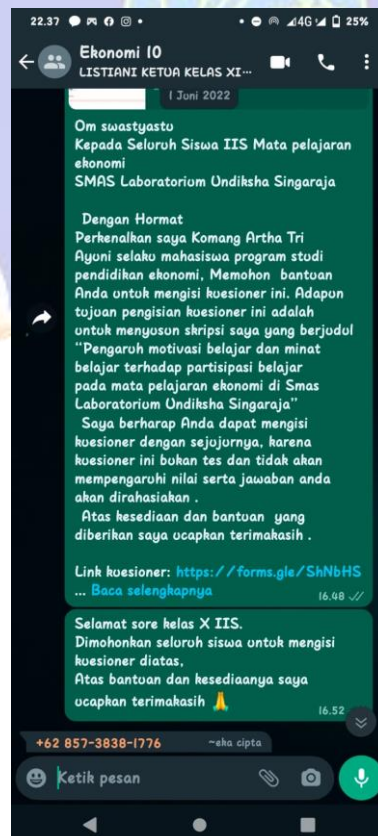 22.37
4G
25%
Ekonomi 10
LISTIANI KETUA KELAS XI...
1 Juni 2022
Om swastyastu
Kepada Seluruh Siswa IIS Mata pelajaran
ekonomi
SMAS Laboratorium Undiksha Singaraja
Dengan Hormat
Perkenalkan saya Komang Artha Tri
Ayuni selaku mahasiswa program studi
pendidikan ekonomi, Memohon bantuan
Anda untuk mengisi kuesioner ini. Adapun
tujuan pengisian kuesioner ini adalah
untuk menyusun skripsi saya yang berjudul
"Pengaruh motivasi belajar dan minat
belajar terhadap partisipasi belajar
pada mata pelajaran ekonomi di Smas
Laboratorium Undiksha Singaraja"
Saya berharap Anda dapat mengisi
kuesioner dengan sejujurnya, karena
kuesioner ini bukan tes dan tidak akan
mempengaruhi nilai serta jawaban anda
akan dirahasiakan .
Atas kesediaan dan bantuan yang
diberikan saya ucapkan terimakasih .
Link kuesioner: https://forms.gle/ShNbHS
... Baca selengkapnya
16.48
Selamat sore kelas X IIS.
Dimohonkan seluruh siswa untuk mengisi
kuesioner diatas,
Atas bantuan dan kesediaanya saya
ucapkan terimakasih 🙏
16.52
+62 857-3838-1776 ~eha cipta
Ketik pesan